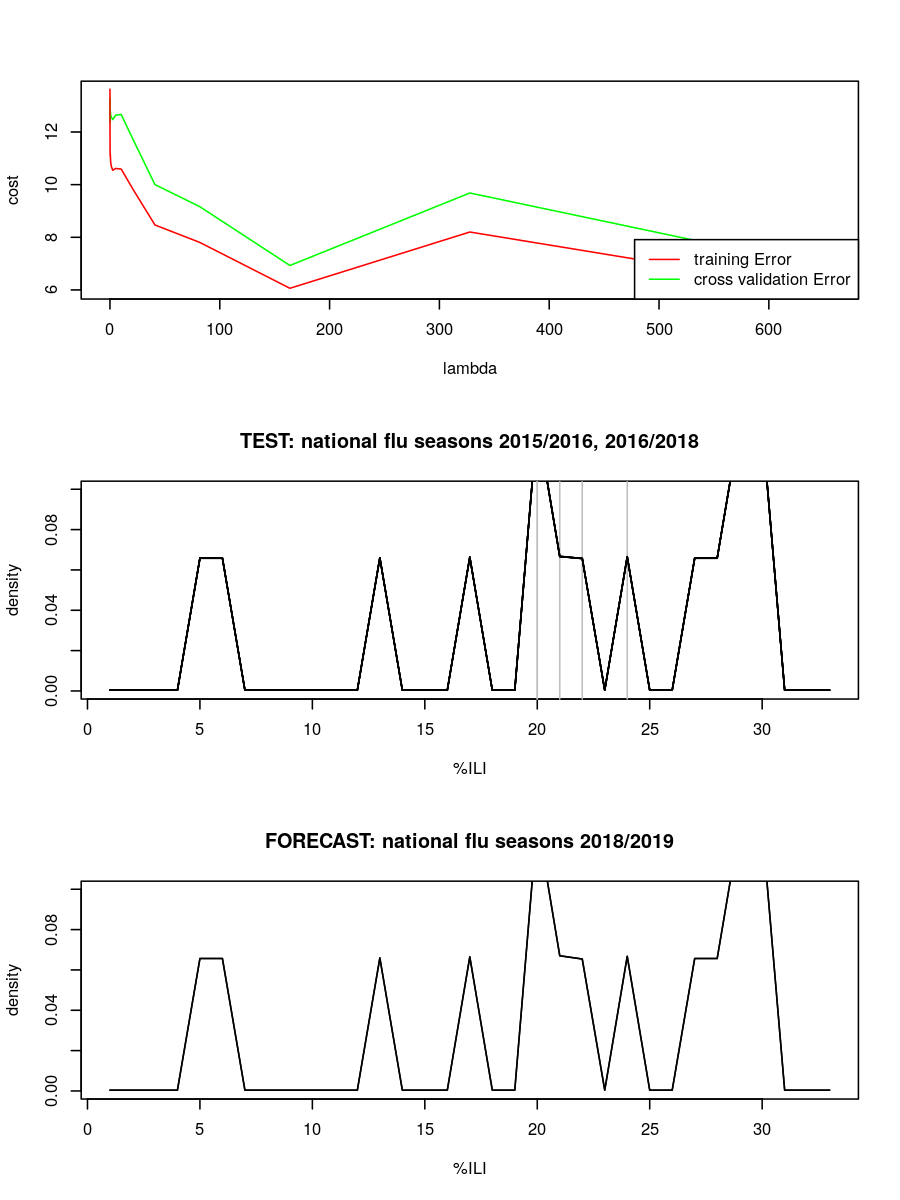 cost
12
10
8
6
training Error
cross validation Error
0 100 200 300 400 500 600
lambda
TEST: national flu seasons 2015/2016, 2016/2018
density
0.08
0.04
0.00
0 5 10 15 20 25 30
%ILI
FORECAST: national flu seasons 2018/2019
density
0.08
0.04
0.00
0 5 10 15 20 25 30
%ILI